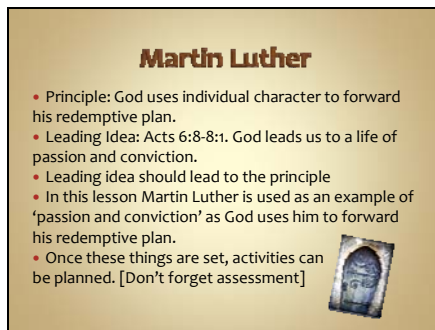 Martin Luther
• Principle: God uses individual character to forward
his redemptive plan.
• Leading Idea: Acts 6:8-8:1. God leads us to a life of
passion and conviction.
• Leading idea should lead to the principle
• In this lesson Martin Luther is used as an example of
‘passion and conviction’ as God uses him to forward
his redemptive plan.
• Once these things are set, activities can
be planned. [Don’t forget assessment]